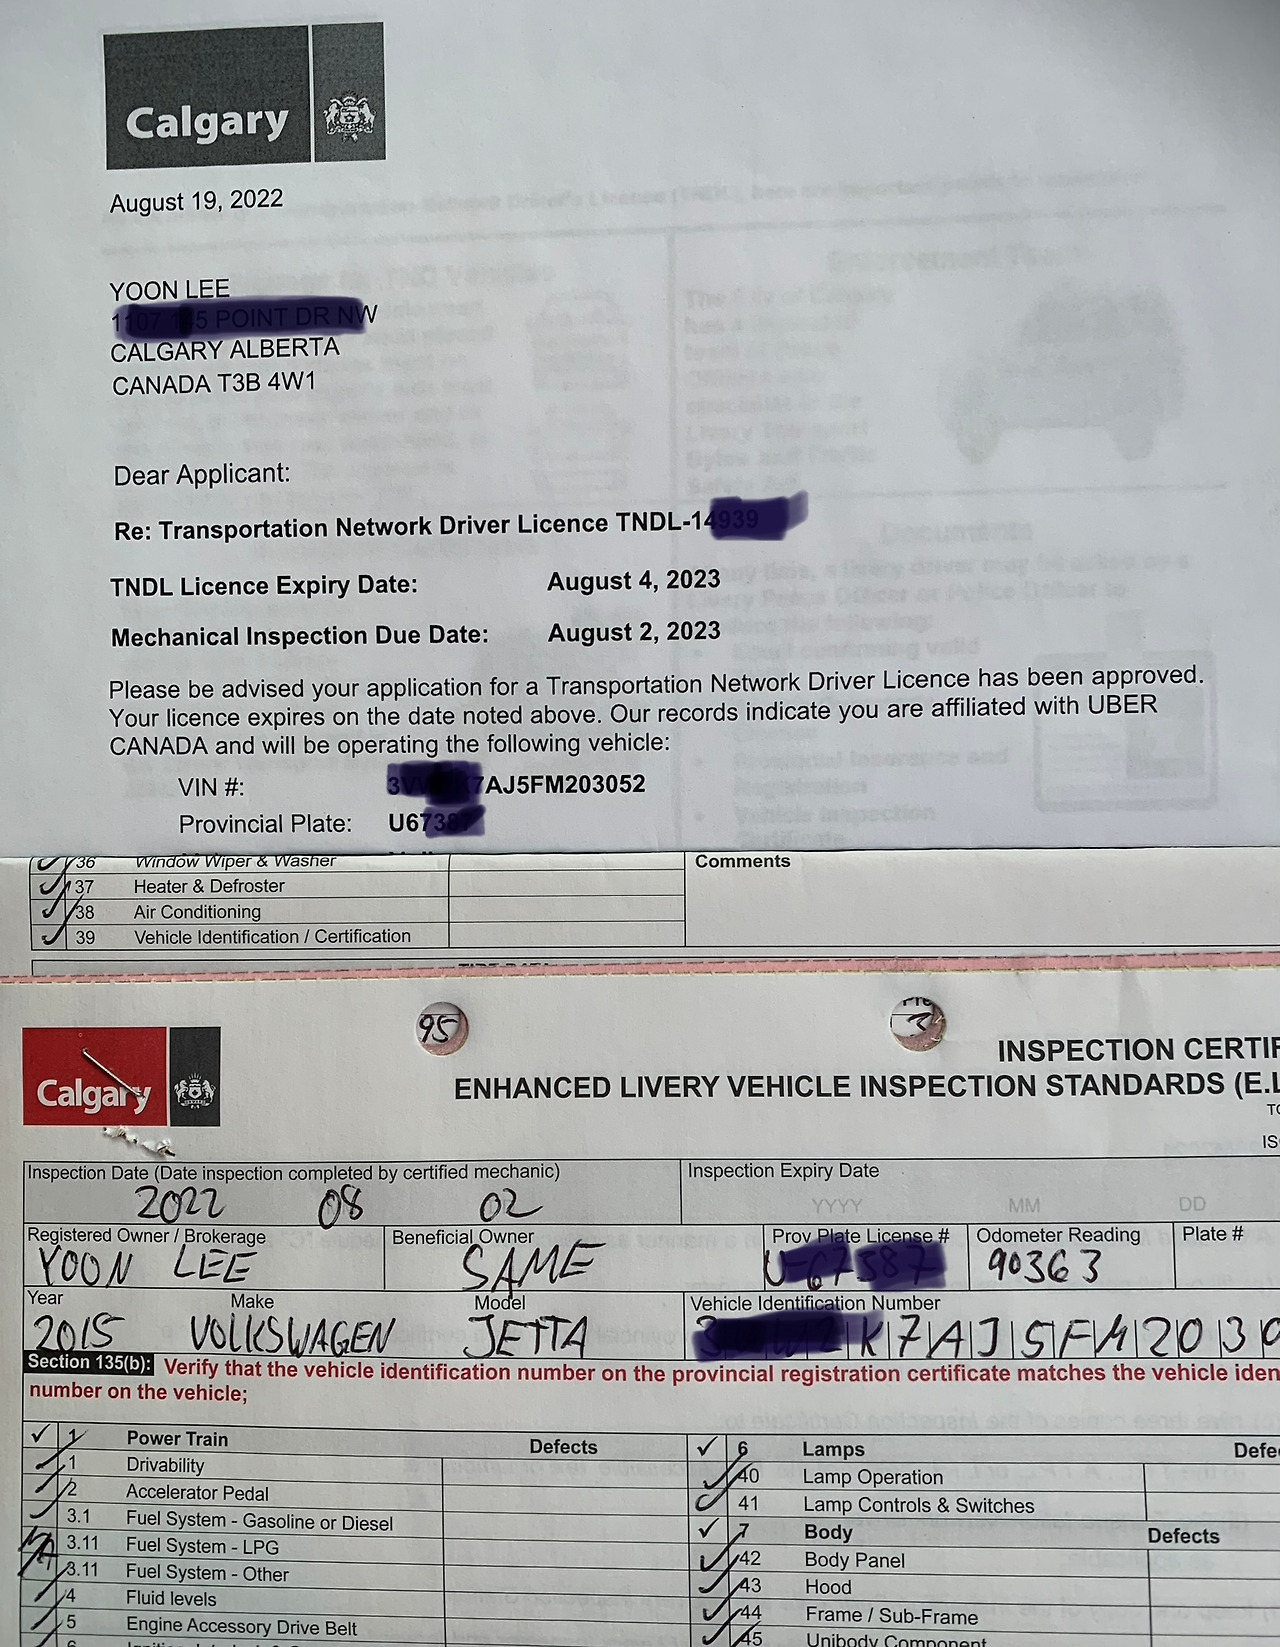 Calgary
August 19, 2022
YOON LEE
NW
CALGARY ALBERTA
CANADA T3B 4W1
Dear Applicant:
Re: Transportation Network Driver Licence TNDL-14
TNDL Licence Expiry Date: August 4, 2023
Mechanical Inspection Due Date: August 2, 2023
Please be advised your application for a Transportation Network Driver Licence has been approved.
Your licence expires on the date noted above. Our records indicate you are affiliated with UBER
CANADA and will be operating the following vehicle:
VIN #: 7AJ5FM203052
Provincial Plate: U6
36 Window Wiper & Washer Comments
37 Heater & Defroster
38 Air Conditioning
39 Vehicle Identification / Certification
95 3
Calgary
INSPECTION CERTIF
ENHANCED LIVERY VEHICLE INSPECTION STANDARDS (E.L
Inspection Date (Date inspection completed by certified mechanic) Inspection Expiry Date
2022 08 02 YYYY MM DD
Registered Owner / Brokerage Beneficial Owner Prov Plate License # Odometer Reading Plate #
YOON LEE SAME 90363
Year Make Model Vehicle Identification Number
2015 VOLKSWAGEN JETTA K7AJ5FM2030
Section 135(b): Verify that the vehicle identification number on the provincial registration certificate matches the vehicle iden
number on the vehicle;
✓ 1 Power Train Defects ✓ 6 Lamps Defe
1 Drivability 40 Lamp Operation
2 Accelerator Pedal 41 Lamp Controls & Switches
3.1 Fuel System - Gasoline or Diesel ✓ 7 Body Defects
3.11 Fuel System - LPG 42 Body Panel
3.11 Fuel System - Other 43 Hood
4 Fluid levels 44 Frame / Sub-Frame
5 Engine Accessory Drive Belt 45 Unibody Component